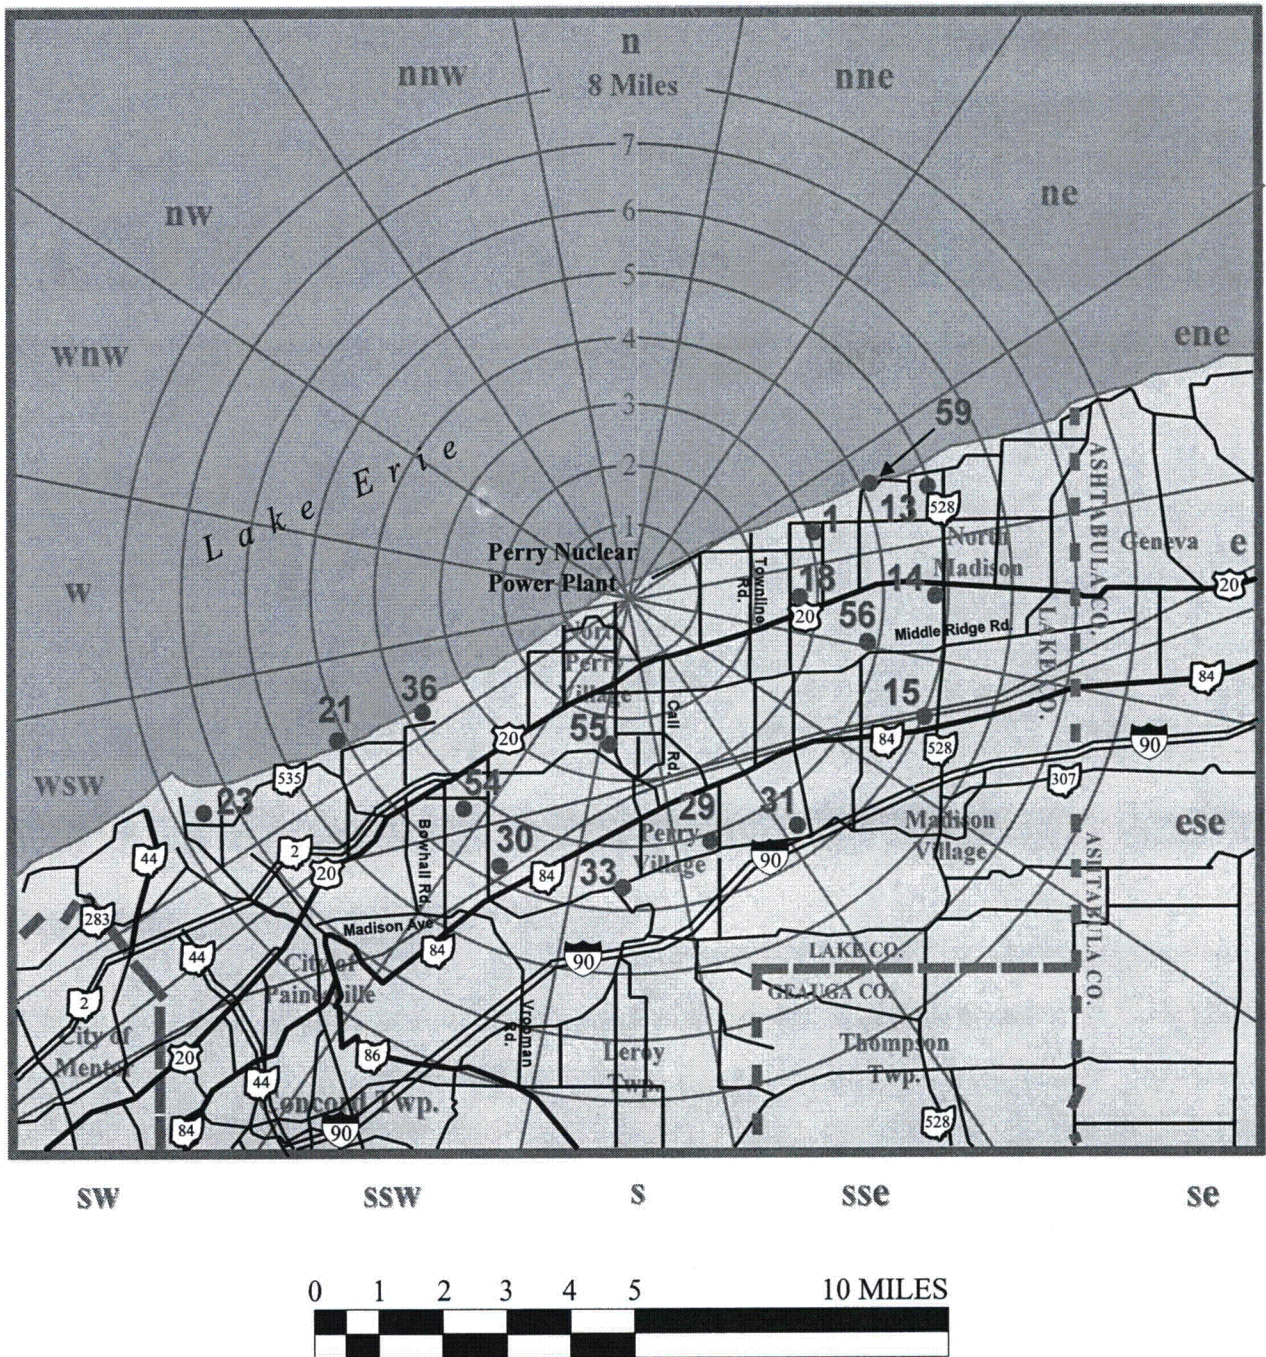 n
nnw
nne
8 Miles
7
nw
ne
6
5
4
ene
wnw
3
59
2
Lake Erie
1
13
528
1
Perry Nuclear
Power Plant
North
Madison
Geneva
e
ASHTABULA CO.
w
Townline
Rd.
18
14
20
20
56
Middle Ridge Rd.
LAKE CO.
North
Perry
Village
36
15
84
21
Call Rd.
55
20
84
528
90
wsw
535
307
54
23
29
31
Perry
Village
Madison
Village
ese
44
2
20
Bowhall Rd.
30
84
33
90
ASHTABULA CO.
283
Madison Ave
84
44
City of
Painesville
90
LAKE CO.
GEAUGA CO.
2
City of
Mentor
20
86
Vrooman
Rd.
Leroy
Twp.
Thompson
Twp.
44
Concord Twp.
84
90
528
sw
ssw
s
sse
se
0 1 2 3 4 5 10 MILES